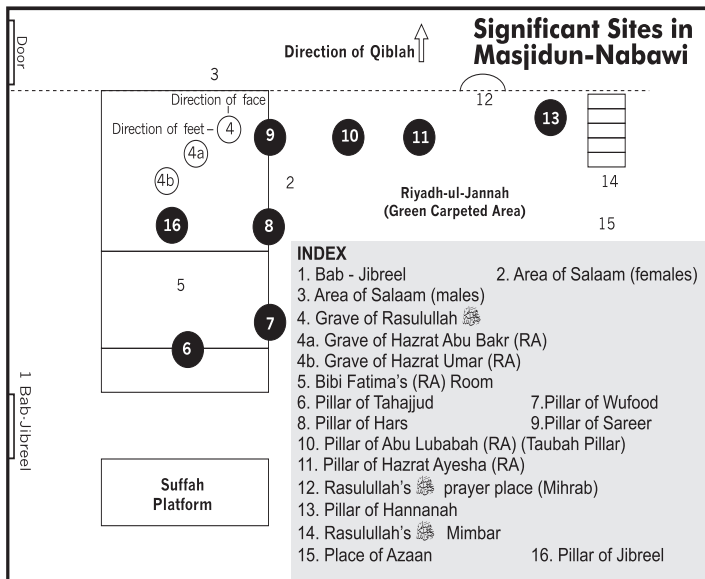 Significant Sites in
Masjidun-Nabawi
Direction of Qiblah
Door
3
Direction of face
Direction of feet – 4
4a
4b
9
10
11
12
13
14
2
Riyadh-ul-Jannah
(Green Carpeted Area)
15
16
8
5
7
6
1 Bab-Jibreel
Suffah
Platform
INDEX
1. Bab - Jibreel 2. Area of Salaam (females)
3. Area of Salaam (males)
4. Grave of Rasulullah ﷺ
4a. Grave of Hazrat Abu Bakr (RA)
4b. Grave of Hazrat Umar (RA)
5. Bibi Fatima's (RA) Room
6. Pillar of Tahajjud 7.Pillar of Wufood
8. Pillar of Hars 9.Pillar of Sareer
10. Pillar of Abu Lubabah (RA) (Taubah Pillar)
11. Pillar of Hazrat Ayesha (RA)
12. Rasulullah's ﷺ prayer place (Mihrab)
13. Pillar of Hannanah
14. Rasulullah's ﷺ Mimbar
15. Place of Azaan 16. Pillar of Jibreel